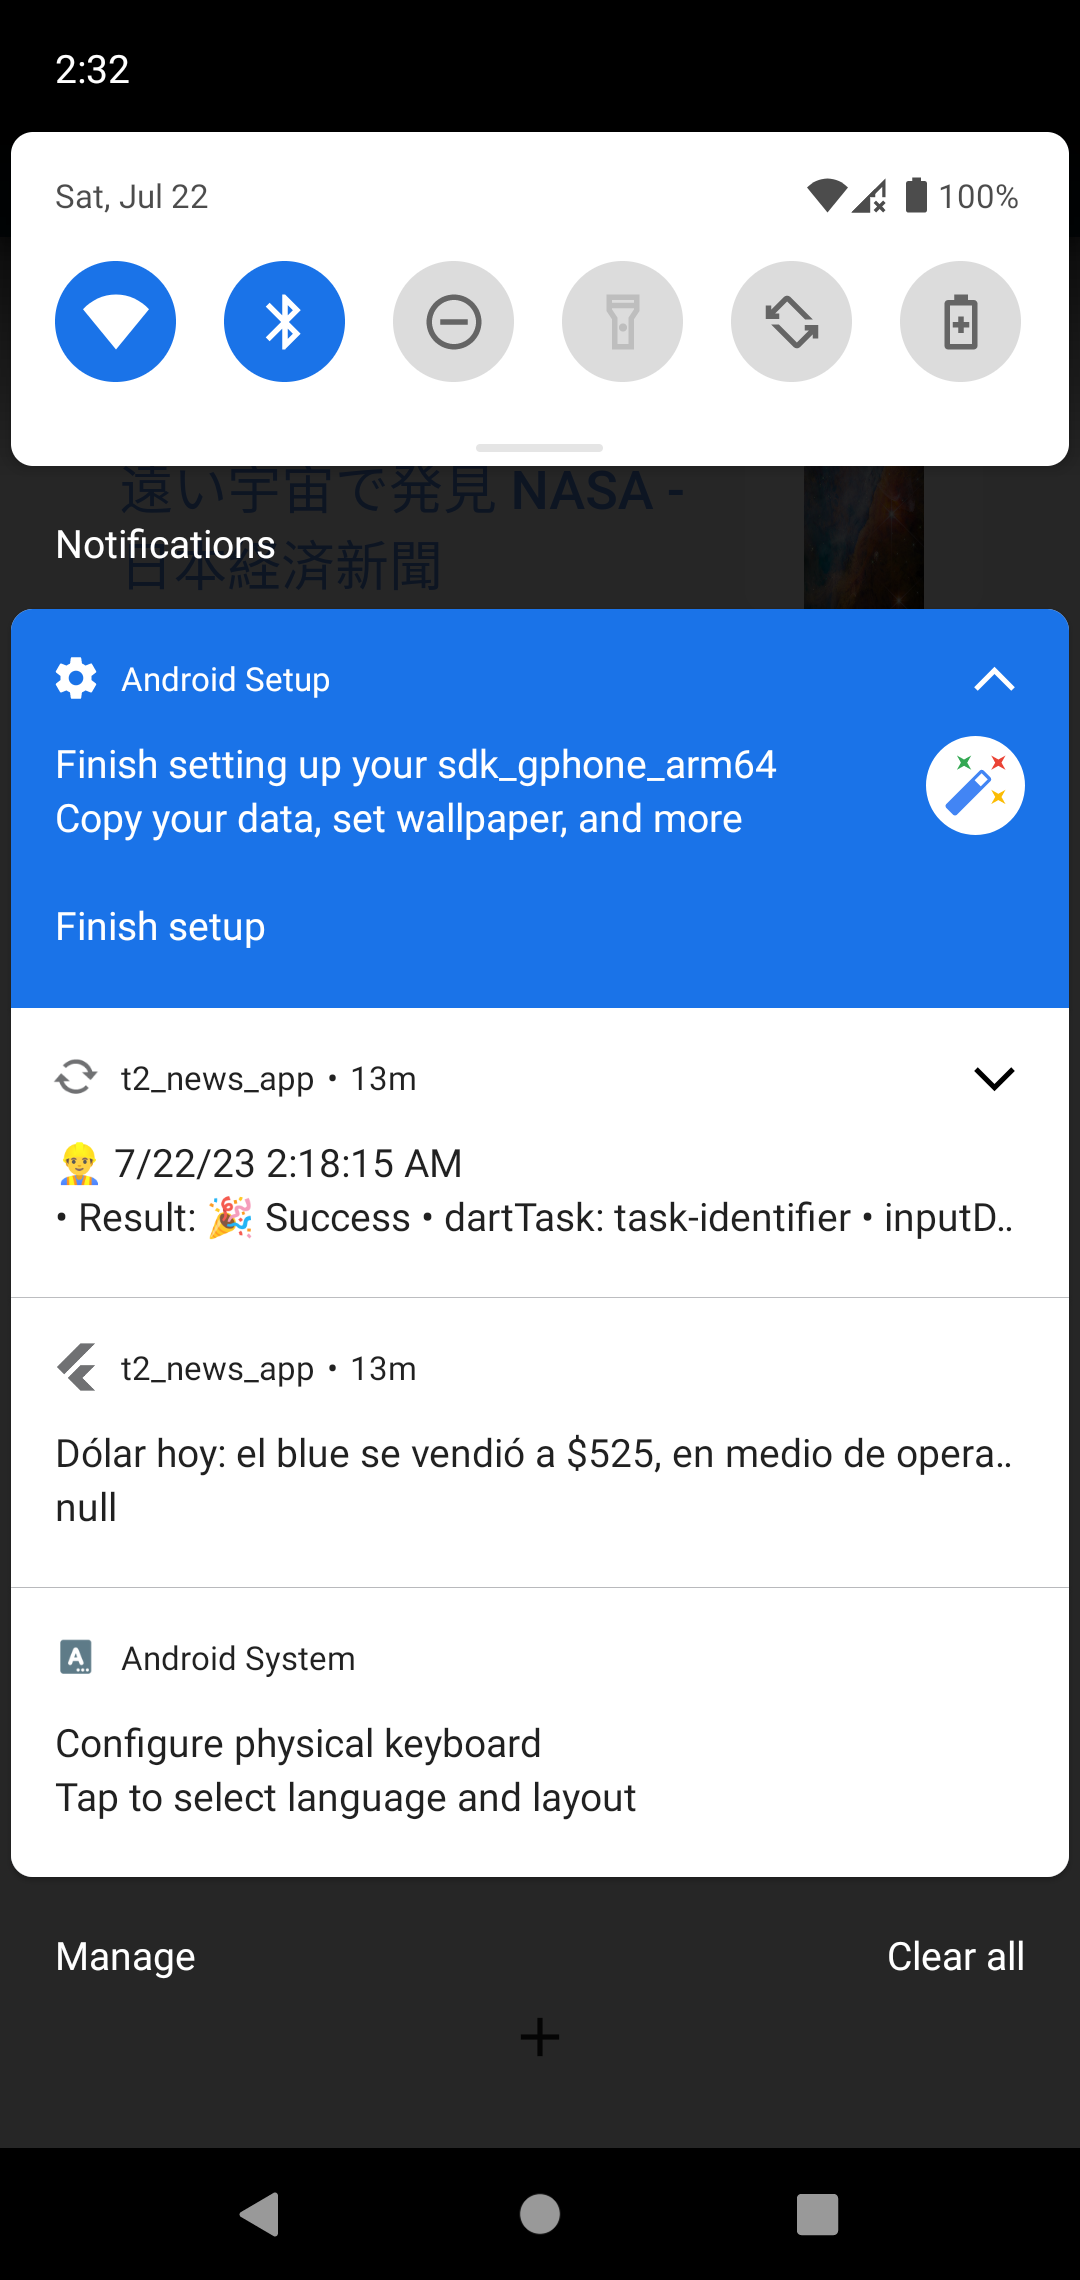 2:32
Sat, Jul 22
100%
遠い宇宙で発見 NASA -
Notifications
日本経済新聞
Android Setup
Finish setting up your sdk_gphone_arm64
Copy your data, set wallpaper, and more
Finish setup
t2_news_app • 13m
👷 7/22/23 2:18:15 AM
• Result: 🎉 Success • dartTask: task-identifier • inputD..
t2_news_app • 13m
Dólar hoy: el blue se vendió a $525, en medio de opera..
null
Android System
Configure physical keyboard
Tap to select language and layout
Manage
Clear all